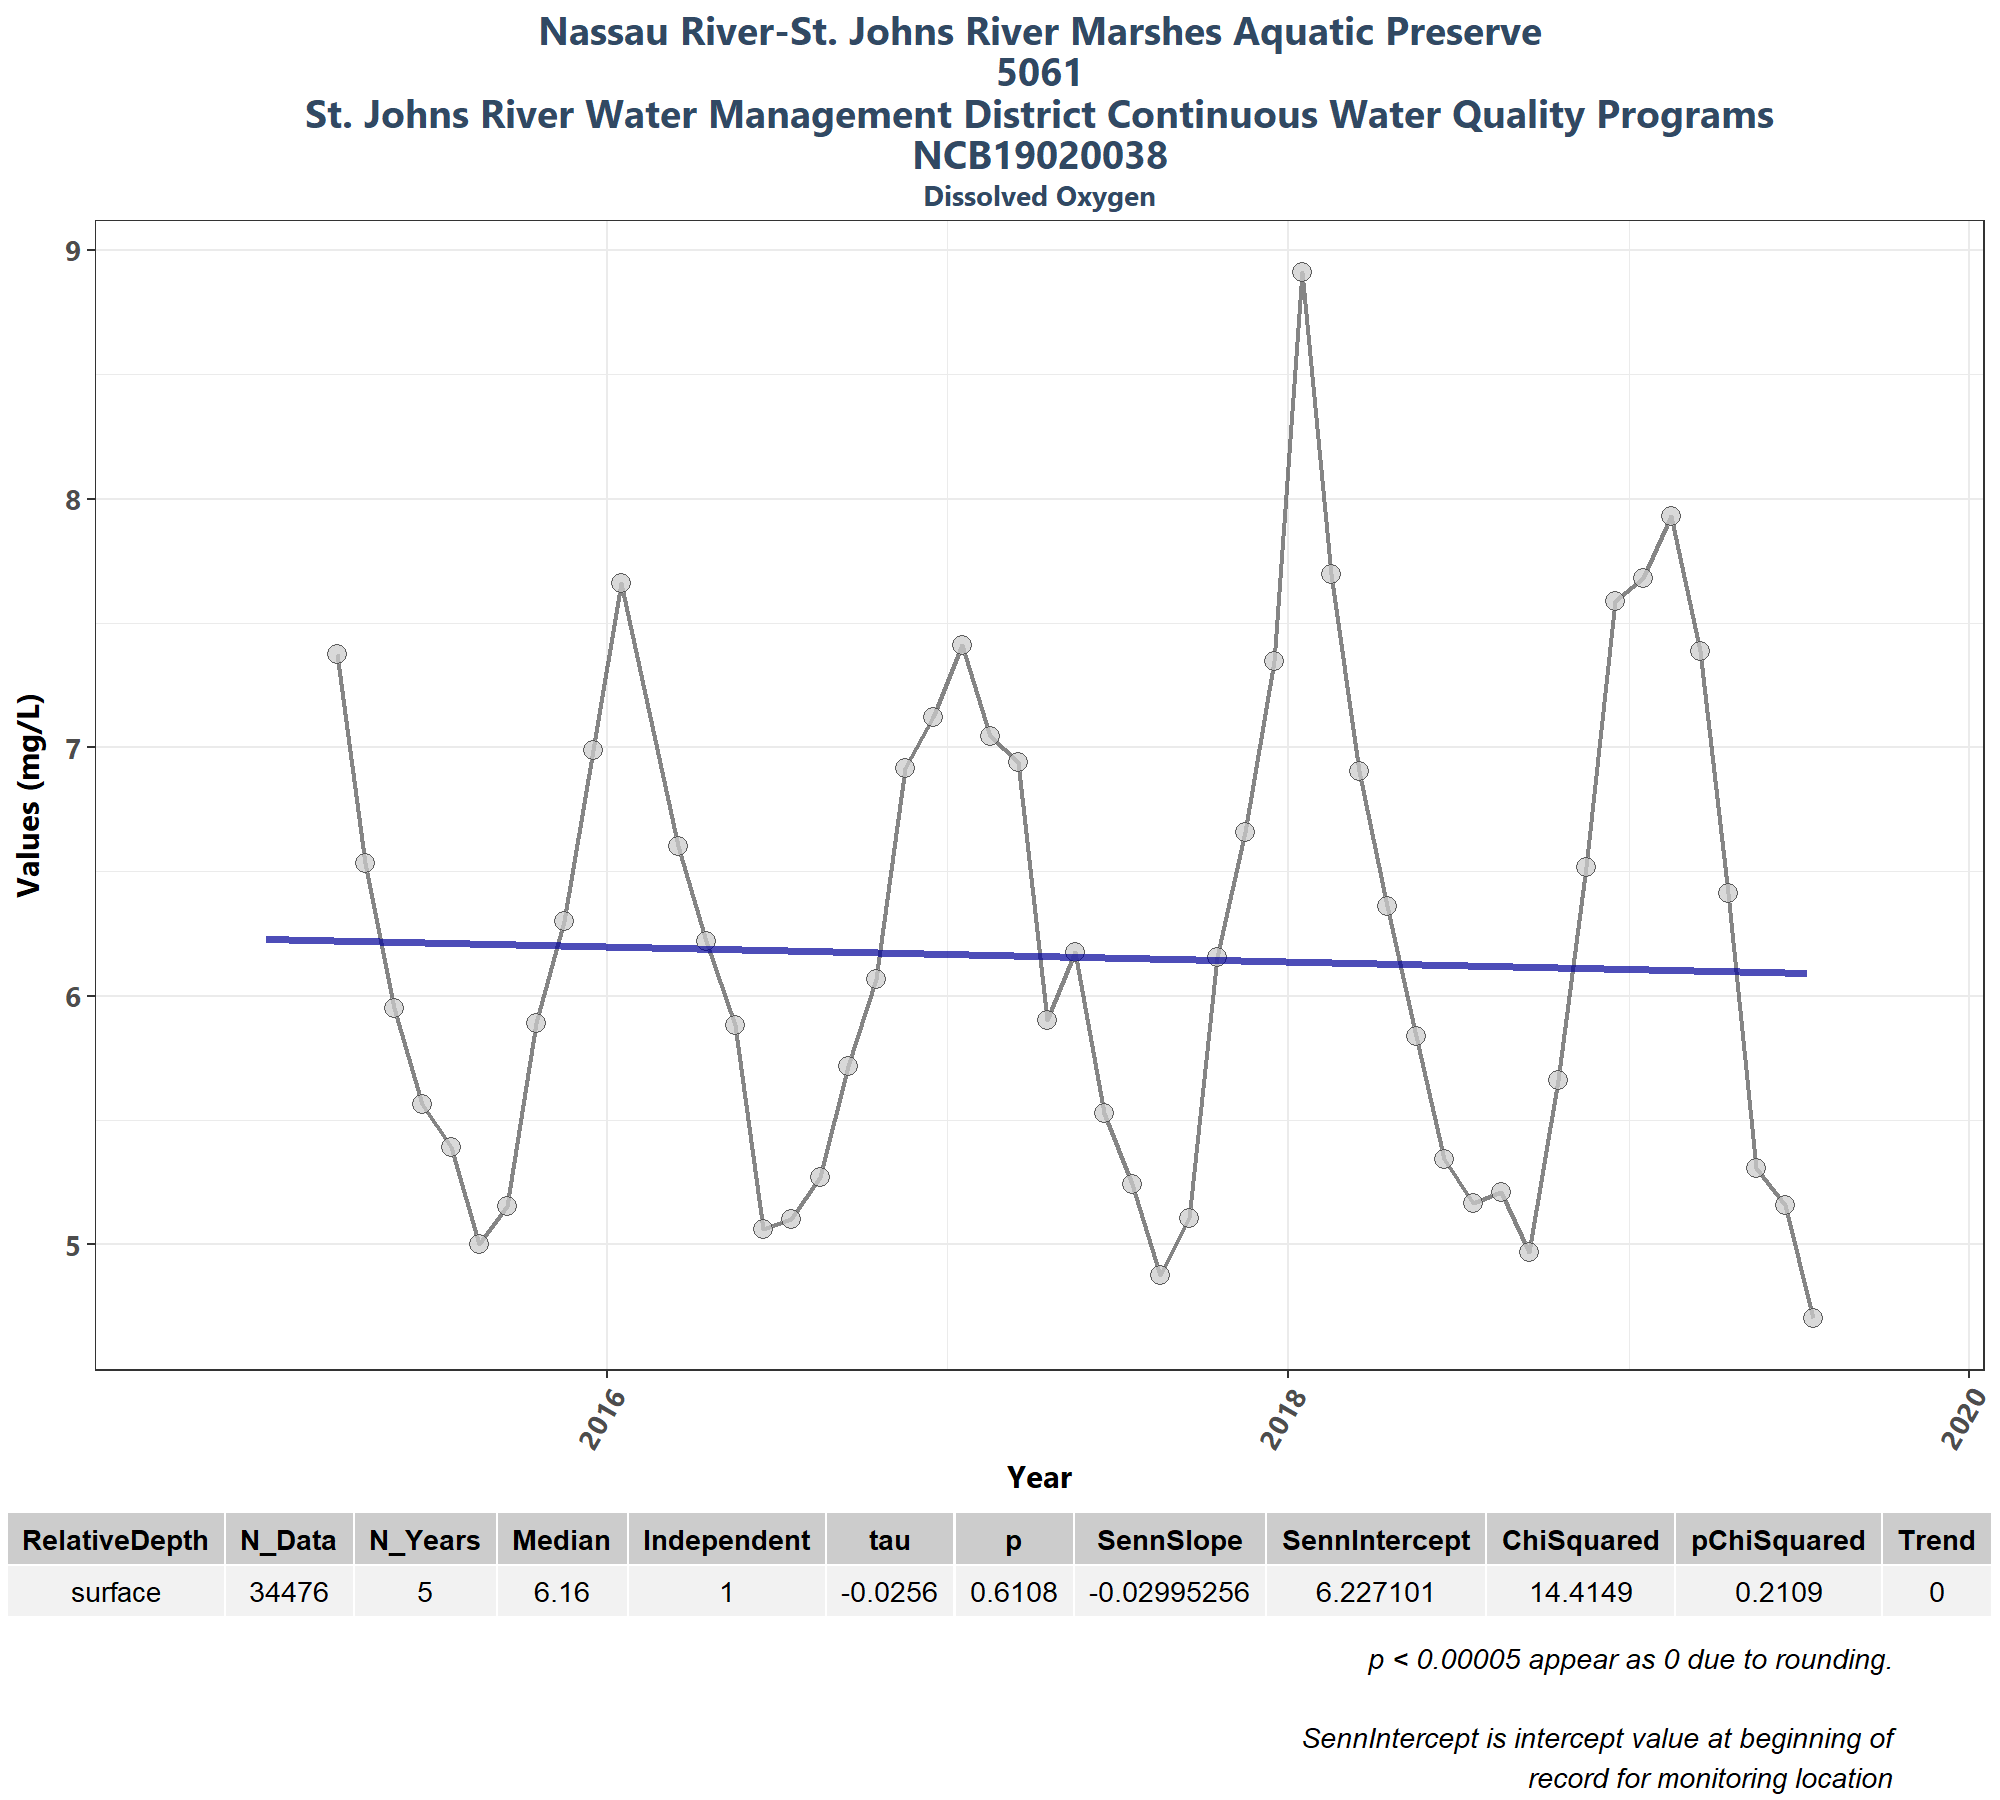 Nassau River-St. Johns River Marshes Aquatic Preserve
5061
St. Johns River Water Management District Continuous Water Quality Programs
NCB19020038
Dissolved Oxygen
9
8
7
6
5
Values (mg/L)
2016
2018
2020
Year
RelativeDepth N_Data N_Years Median Independent tau p SennSlope SennIntercept ChiSquared pChiSquared Trend
surface 34476 5 6.16 1 -0.0256 0.6108 -0.02995256 6.227101 14.4149 0.2109 0
p < 0.00005 appear as 0 due to rounding.
SennIntercept is intercept value at beginning of
record for monitoring location